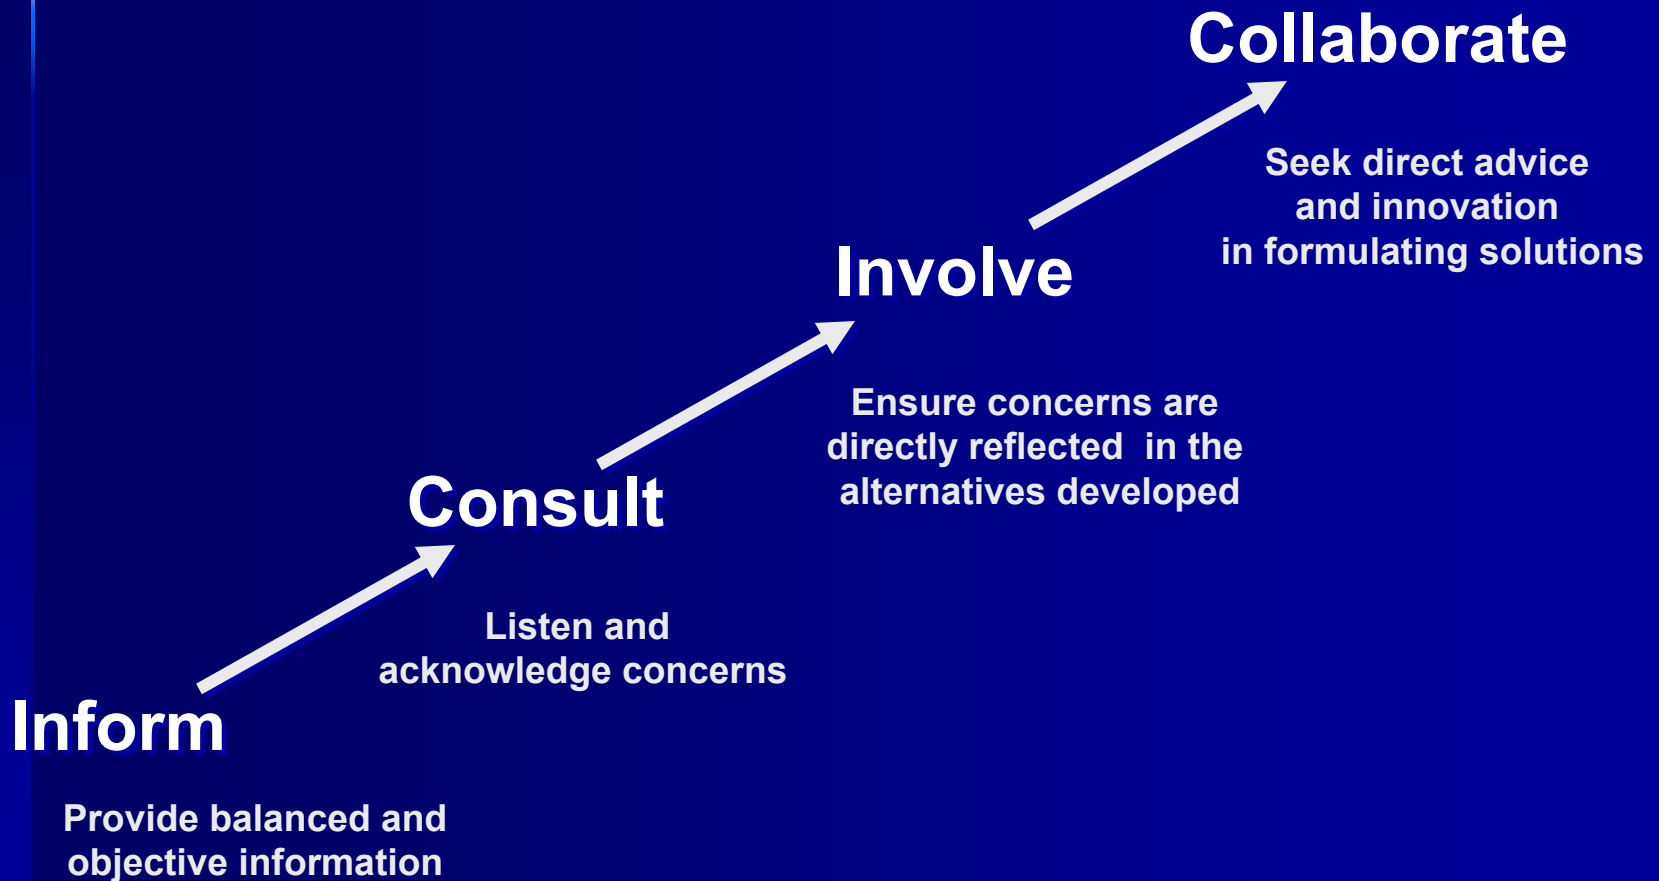 Collaborate
Seek direct advice
and innovation
in formulating solutions
Involve
Ensure concerns are
directly reflected  in the
alternatives developed
Consult
Listen and
acknowledge concerns
Inform
Provide balanced and
objective information